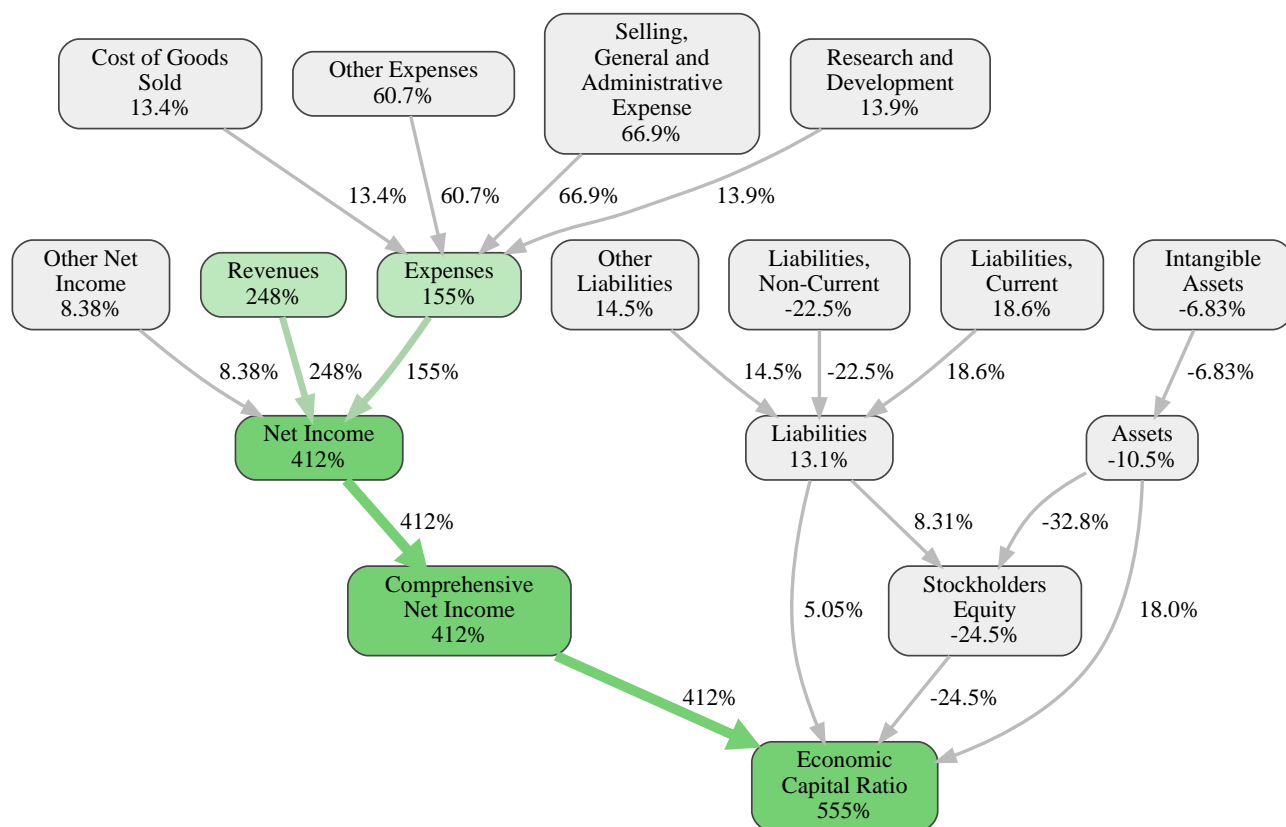 Cost of Goods
Sold
13.4%
Other Expenses
60.7%
Selling,
General and
Administrative
Expense
66.9%
Research and
Development
13.9%
13.4%
60.7%
66.9%
13.9%
Other Net
Income
8.38%
Revenues
248%
Expenses
155%
Other
Liabilities
14.5%
Liabilities,
Non-Current
-22.5%
Liabilities,
Current
18.6%
Intangible
Assets
-6.83%
8.38%
248%
155%
14.5%
-22.5%
18.6%
-6.83%
Net Income
412%
Liabilities
13.1%
Assets
-10.5%
412%
8.31%
-32.8%
Comprehensive
Net Income
412%
5.05%
Stockholders
Equity
-24.5%
18.0%
412%
-24.5%
Economic
Capital Ratio
555%